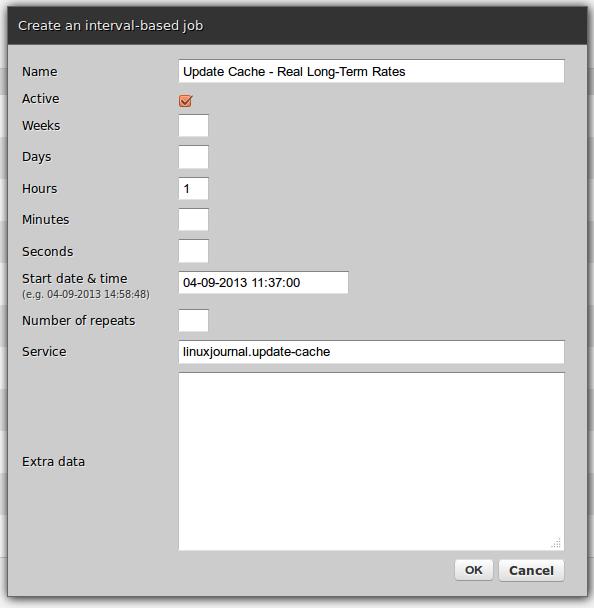 Create an interval-based job
Name Update Cache - Real Long-Term Rates
Active
Weeks
Days
Hours 1
Minutes
Seconds
Start date & time 04-09-2013 11:37:00
(e.g. 04-09-2013 14:58:48)
Number of repeats
Service linuxjournal.update-cache
Extra data
OK Cancel